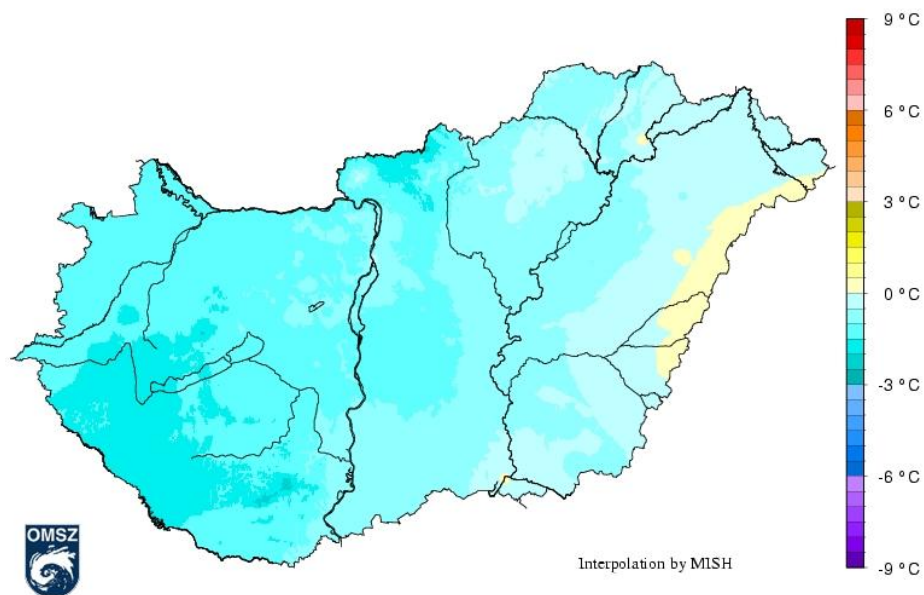 9 °C
6 °C
3 °C
0 °C
-3 °C
-6 °C
-9 °C
OMSZ
Interpolation by MISH